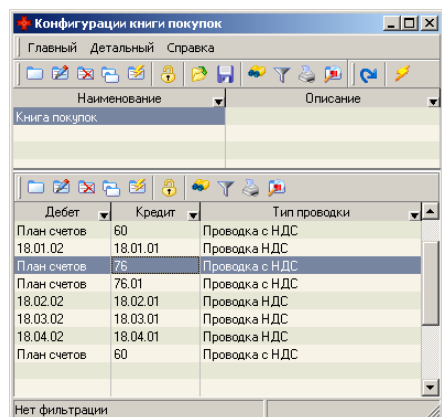 Конфигурации книги покупок
Главный Детальный Справка
Наименование Описание
Книга покупок
Дебет Кредит Тип проводки
План счетов 60 Проводка с НДС
18.01.02 18.01.01 Проводка НДС
План счетов 76 Проводка с НДС
План счетов 76.01 Проводка с НДС
18.02.02 18.02.01 Проводка НДС
18.03.02 18.03.01 Проводка НДС
18.04.02 18.04.01 Проводка НДС
План счетов 60 Проводка с НДС
Нет фильтрации